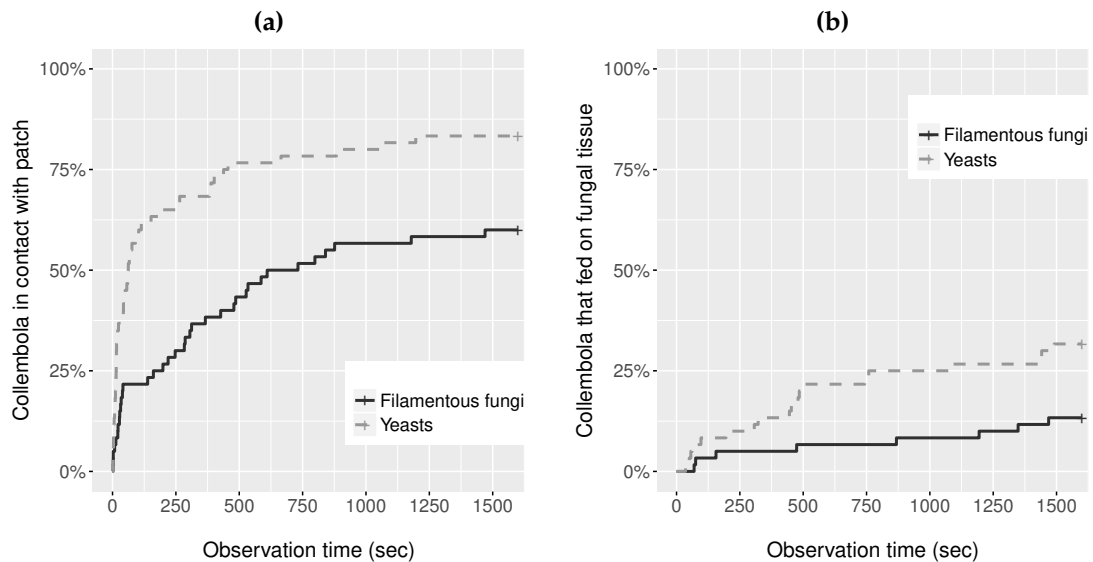 (a)
100%
75%
50%
25%
0%
Collembola in contact with patch
Filamentous fungi
Yeasts
0 250 500 750 1000 1250 1500
Observation time (sec)
(b)
100%
75%
50%
25%
0%
Collembola that fed on fungal tissue
Filamentous fungi
Yeasts
0 250 500 750 1000 1250 1500
Observation time (sec)